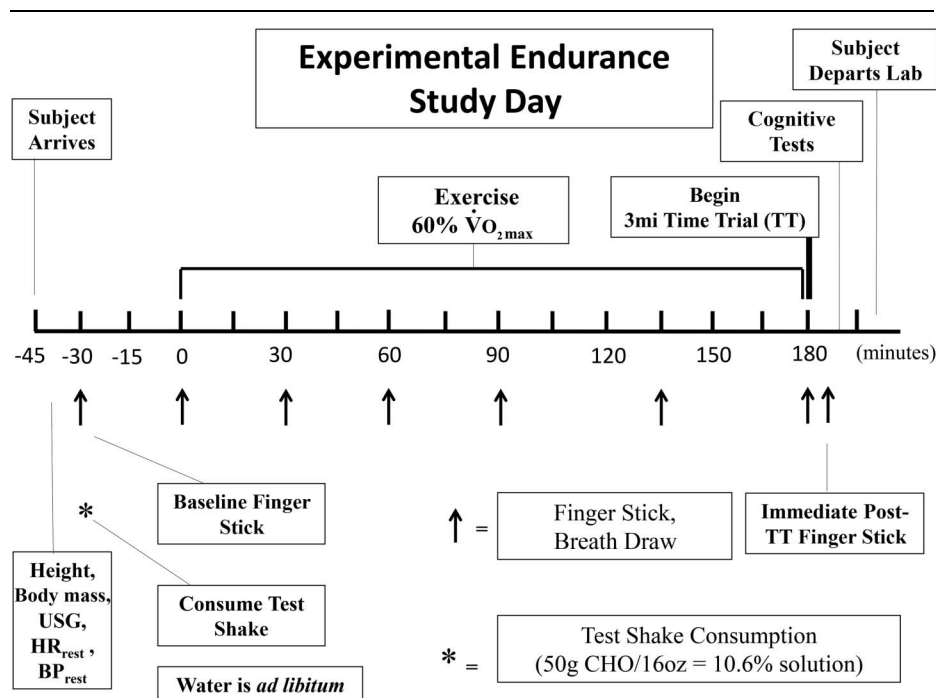 Experimental Endurance
Study Day
Subject
Departs Lab
Subject
Arrives
Cognitive
Tests
Exercise
60% V̇O₂max
Begin
3mi Time Trial (TT)
-45 -30 -15 0 30 60 90 120 150 180 (minutes)
Baseline Finger
Stick
*
↑ = Finger Stick,
Breath Draw
Immediate Post-
TT Finger Stick
Height,
Body mass,
USG,
HRrest ,
BPrest
Consume Test
Shake
* = Test Shake Consumption
(50g CHO/16oz = 10.6% solution)
Water is ad libitum